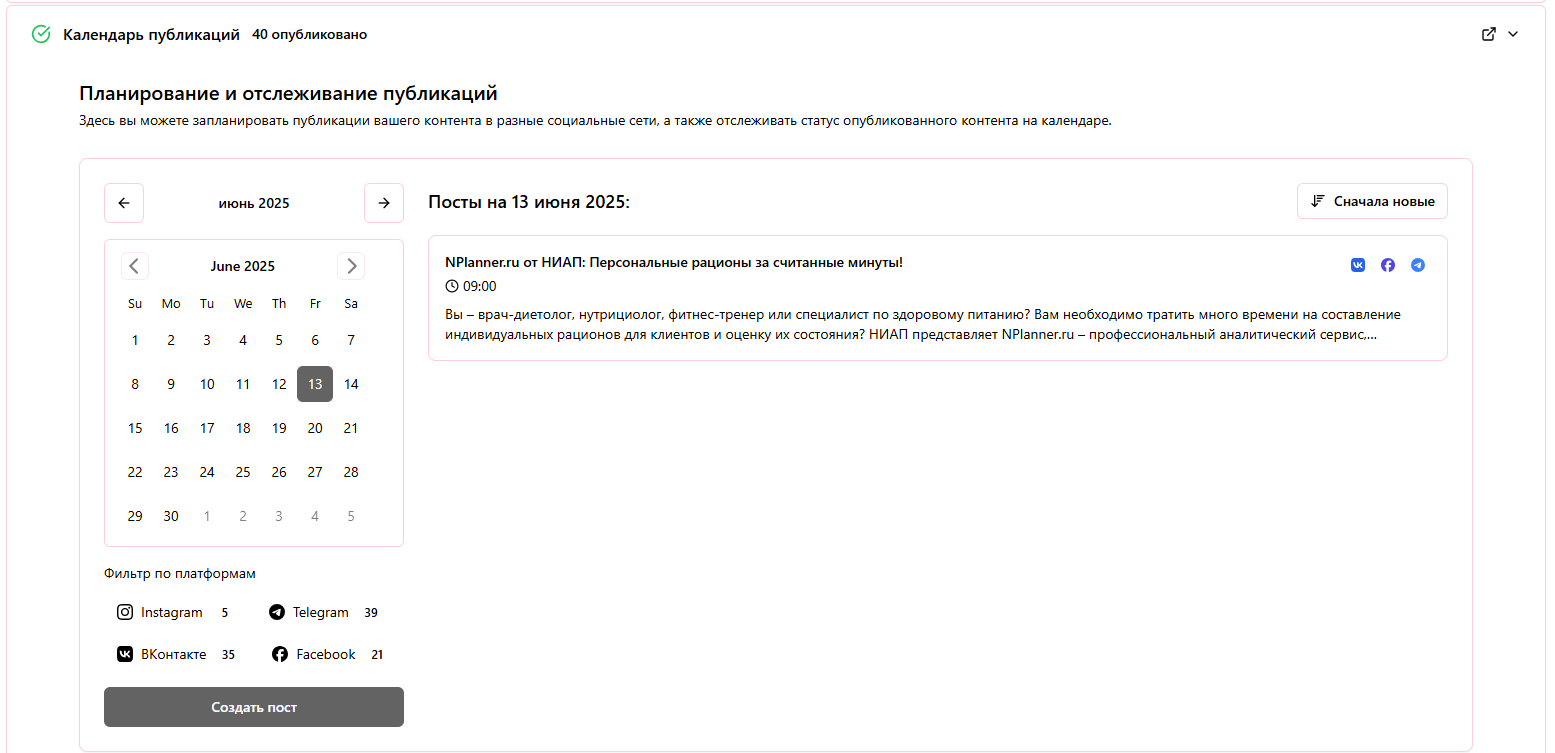 Календарь публикаций 40 опубликовано
Планирование и отслеживание публикаций
Здесь вы можете запланировать публикации вашего контента в разные социальные сети, а также отслеживать статус опубликованного контента на календаре.
июнь 2025
June 2025
Su Mo Tu We Th Fr Sa
1 2 3 4 5 6 7
8 9 10 11 12 13 14
15 16 17 18 19 20 21
22 23 24 25 26 27 28
29 30 1 2 3 4 5
Фильтр по платформам
Instagram 5 Telegram 39
ВКонтакте 35 Facebook 21
Создать пост
Посты на 13 июня 2025:
Сначала новые
NPlanner.ru от НИАП: Персональные рационы за считанные минуты!
09:00
Вы – врач-диетолог, нутрициолог, фитнес-тренер или специалист по здоровому питанию? Вам необходимо тратить много времени на составление
индивидуальных рационов для клиентов и оценку их состояния? НИАП представляет NPlanner.ru – профессиональный аналитический сервис,...